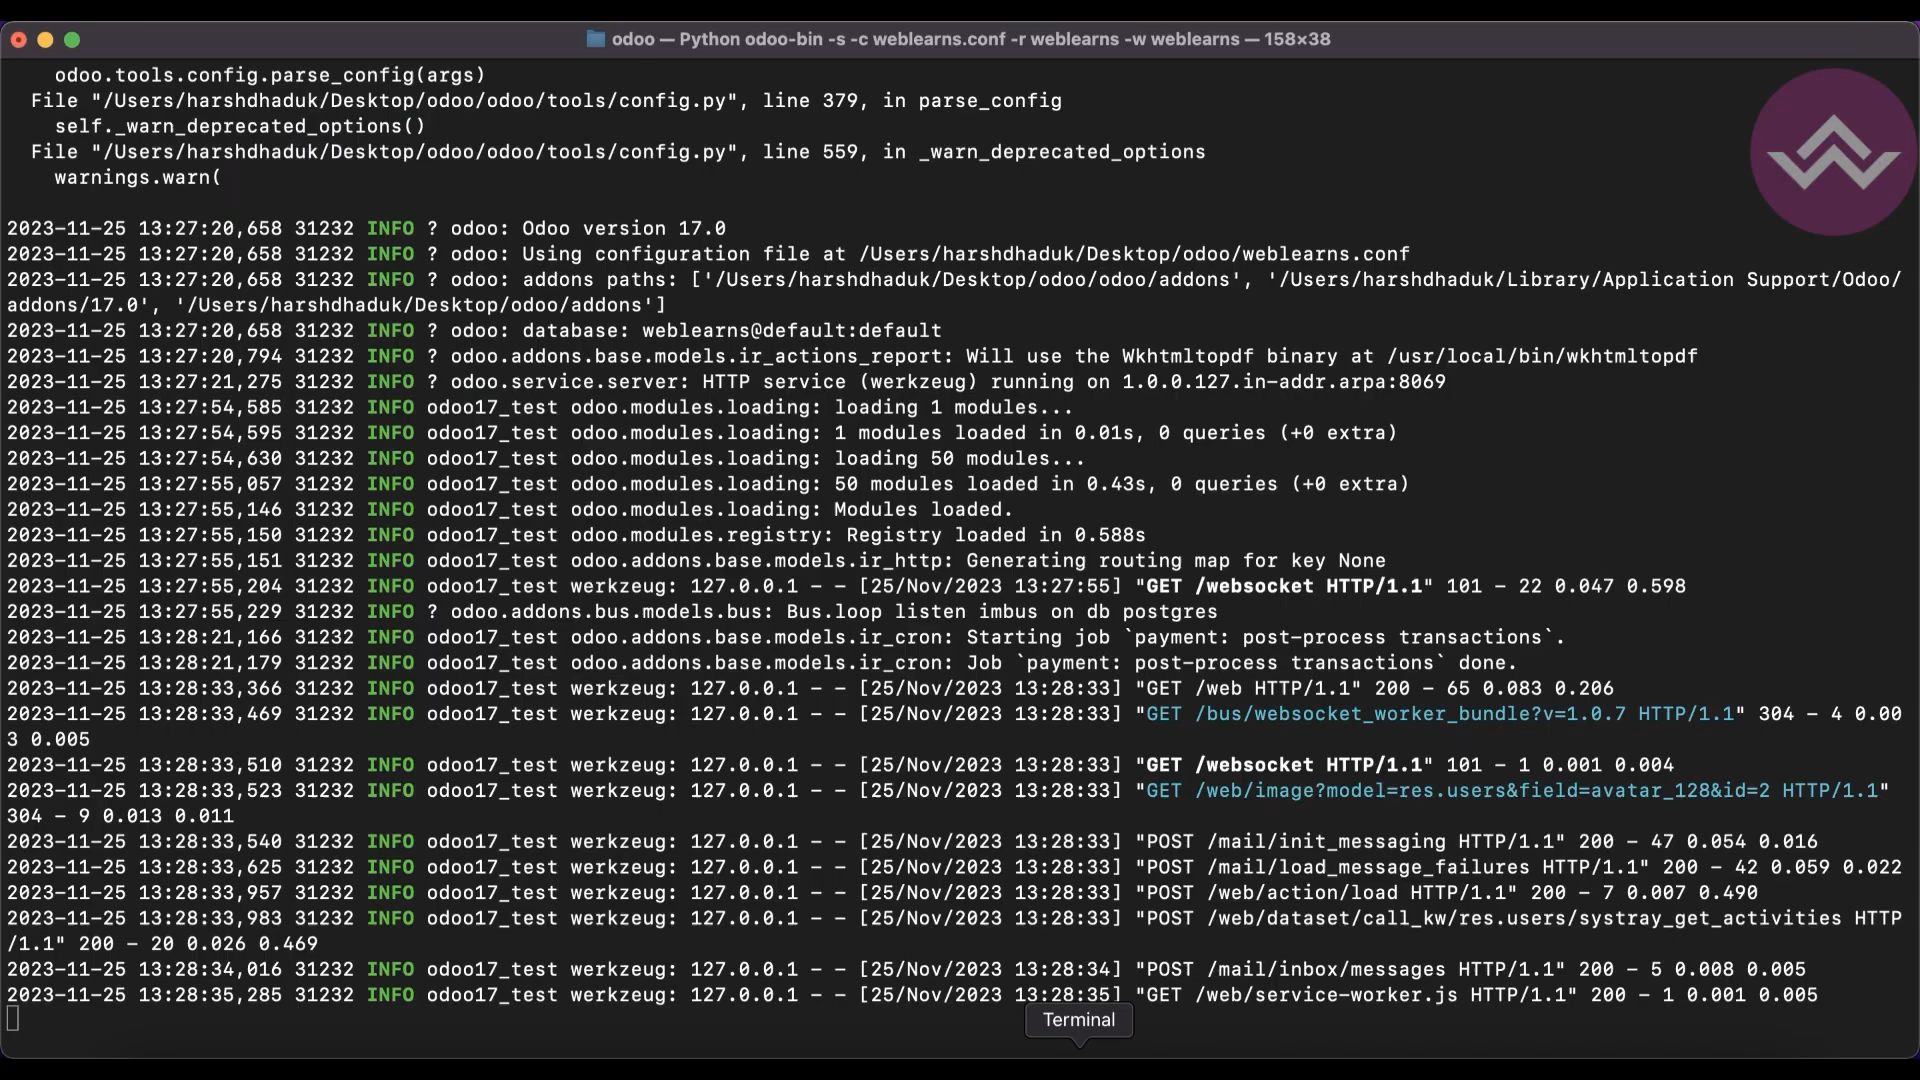 odoo — Python odoo-bin -s -c weblearns.conf -r weblearns -w weblearns — 158×38
    odoo.tools.config.parse_config(args)
  File "/Users/harshdhaduk/Desktop/odoo/odoo/tools/config.py", line 379, in parse_config
    self._warn_deprecated_options()
  File "/Users/harshdhaduk/Desktop/odoo/odoo/tools/config.py", line 559, in _warn_deprecated_options
    warnings.warn(
2023-11-25 13:27:20,658 31232 INFO ? odoo: Odoo version 17.0
2023-11-25 13:27:20,658 31232 INFO ? odoo: Using configuration file at /Users/harshdhaduk/Desktop/odoo/weblearns.conf
2023-11-25 13:27:20,658 31232 INFO ? odoo: addons paths: ['/Users/harshdhaduk/Desktop/odoo/odoo/addons', '/Users/harshdhaduk/Library/Application Support/Odoo/
addons/17.0', '/Users/harshdhaduk/Desktop/odoo/addons']
2023-11-25 13:27:20,658 31232 INFO ? odoo: database: weblearns@default:default
2023-11-25 13:27:20,794 31232 INFO ? odoo.addons.base.models.ir_actions_report: Will use the Wkhtmltopdf binary at /usr/local/bin/wkhtmltopdf
2023-11-25 13:27:21,275 31232 INFO ? odoo.service.server: HTTP service (werkzeug) running on 1.0.0.127.in-addr.arpa:8069
2023-11-25 13:27:54,585 31232 INFO odoo17_test odoo.modules.loading: loading 1 modules...
2023-11-25 13:27:54,595 31232 INFO odoo17_test odoo.modules.loading: 1 modules loaded in 0.01s, 0 queries (+0 extra)
2023-11-25 13:27:54,630 31232 INFO odoo17_test odoo.modules.loading: loading 50 modules...
2023-11-25 13:27:55,057 31232 INFO odoo17_test odoo.modules.loading: 50 modules loaded in 0.43s, 0 queries (+0 extra)
2023-11-25 13:27:55,146 31232 INFO odoo17_test odoo.modules.loading: Modules loaded.
2023-11-25 13:27:55,150 31232 INFO odoo17_test odoo.modules.registry: Registry loaded in 0.588s
2023-11-25 13:27:55,151 31232 INFO odoo17_test odoo.addons.base.models.ir_http: Generating routing map for key None
2023-11-25 13:27:55,204 31232 INFO odoo17_test werkzeug: 127.0.0.1 - - [25/Nov/2023 13:27:55] "GET /websocket HTTP/1.1" 101 - 22 0.047 0.598
2023-11-25 13:27:55,229 31232 INFO ? odoo.addons.bus.models.bus: Bus.loop listen imbus on db postgres
2023-11-25 13:28:21,166 31232 INFO odoo17_test odoo.addons.base.models.ir_cron: Starting job `payment: post-process transactions`.
2023-11-25 13:28:21,179 31232 INFO odoo17_test odoo.addons.base.models.ir_cron: Job `payment: post-process transactions` done.
2023-11-25 13:28:33,366 31232 INFO odoo17_test werkzeug: 127.0.0.1 - - [25/Nov/2023 13:28:33] "GET /web HTTP/1.1" 200 - 65 0.083 0.206
2023-11-25 13:28:33,469 31232 INFO odoo17_test werkzeug: 127.0.0.1 - - [25/Nov/2023 13:28:33] "GET /bus/websocket_worker_bundle?v=1.0.7 HTTP/1.1" 304 - 4 0.00
3 0.005
2023-11-25 13:28:33,510 31232 INFO odoo17_test werkzeug: 127.0.0.1 - - [25/Nov/2023 13:28:33] "GET /websocket HTTP/1.1" 101 - 1 0.001 0.004
2023-11-25 13:28:33,523 31232 INFO odoo17_test werkzeug: 127.0.0.1 - - [25/Nov/2023 13:28:33] "GET /web/image?model=res.users&field=avatar_128&id=2 HTTP/1.1"
304 - 9 0.013 0.011
2023-11-25 13:28:33,540 31232 INFO odoo17_test werkzeug: 127.0.0.1 - - [25/Nov/2023 13:28:33] "POST /mail/init_messaging HTTP/1.1" 200 - 47 0.054 0.016
2023-11-25 13:28:33,625 31232 INFO odoo17_test werkzeug: 127.0.0.1 - - [25/Nov/2023 13:28:33] "POST /mail/load_message_failures HTTP/1.1" 200 - 42 0.059 0.022
2023-11-25 13:28:33,957 31232 INFO odoo17_test werkzeug: 127.0.0.1 - - [25/Nov/2023 13:28:33] "POST /web/action/load HTTP/1.1" 200 - 7 0.007 0.490
2023-11-25 13:28:33,983 31232 INFO odoo17_test werkzeug: 127.0.0.1 - - [25/Nov/2023 13:28:33] "POST /web/dataset/call_kw/res.users/systray_get_activities HTTP
/1.1" 200 - 20 0.026 0.469
2023-11-25 13:28:34,016 31232 INFO odoo17_test werkzeug: 127.0.0.1 - - [25/Nov/2023 13:28:34] "POST /mail/inbox/messages HTTP/1.1" 200 - 5 0.008 0.005
2023-11-25 13:28:35,285 31232 INFO odoo17_test werkzeug: 127.0.0.1 - - [25/Nov/2023 13:28:35] "GET /web/service-worker.js HTTP/1.1" 200 - 1 0.001 0.005
Terminal